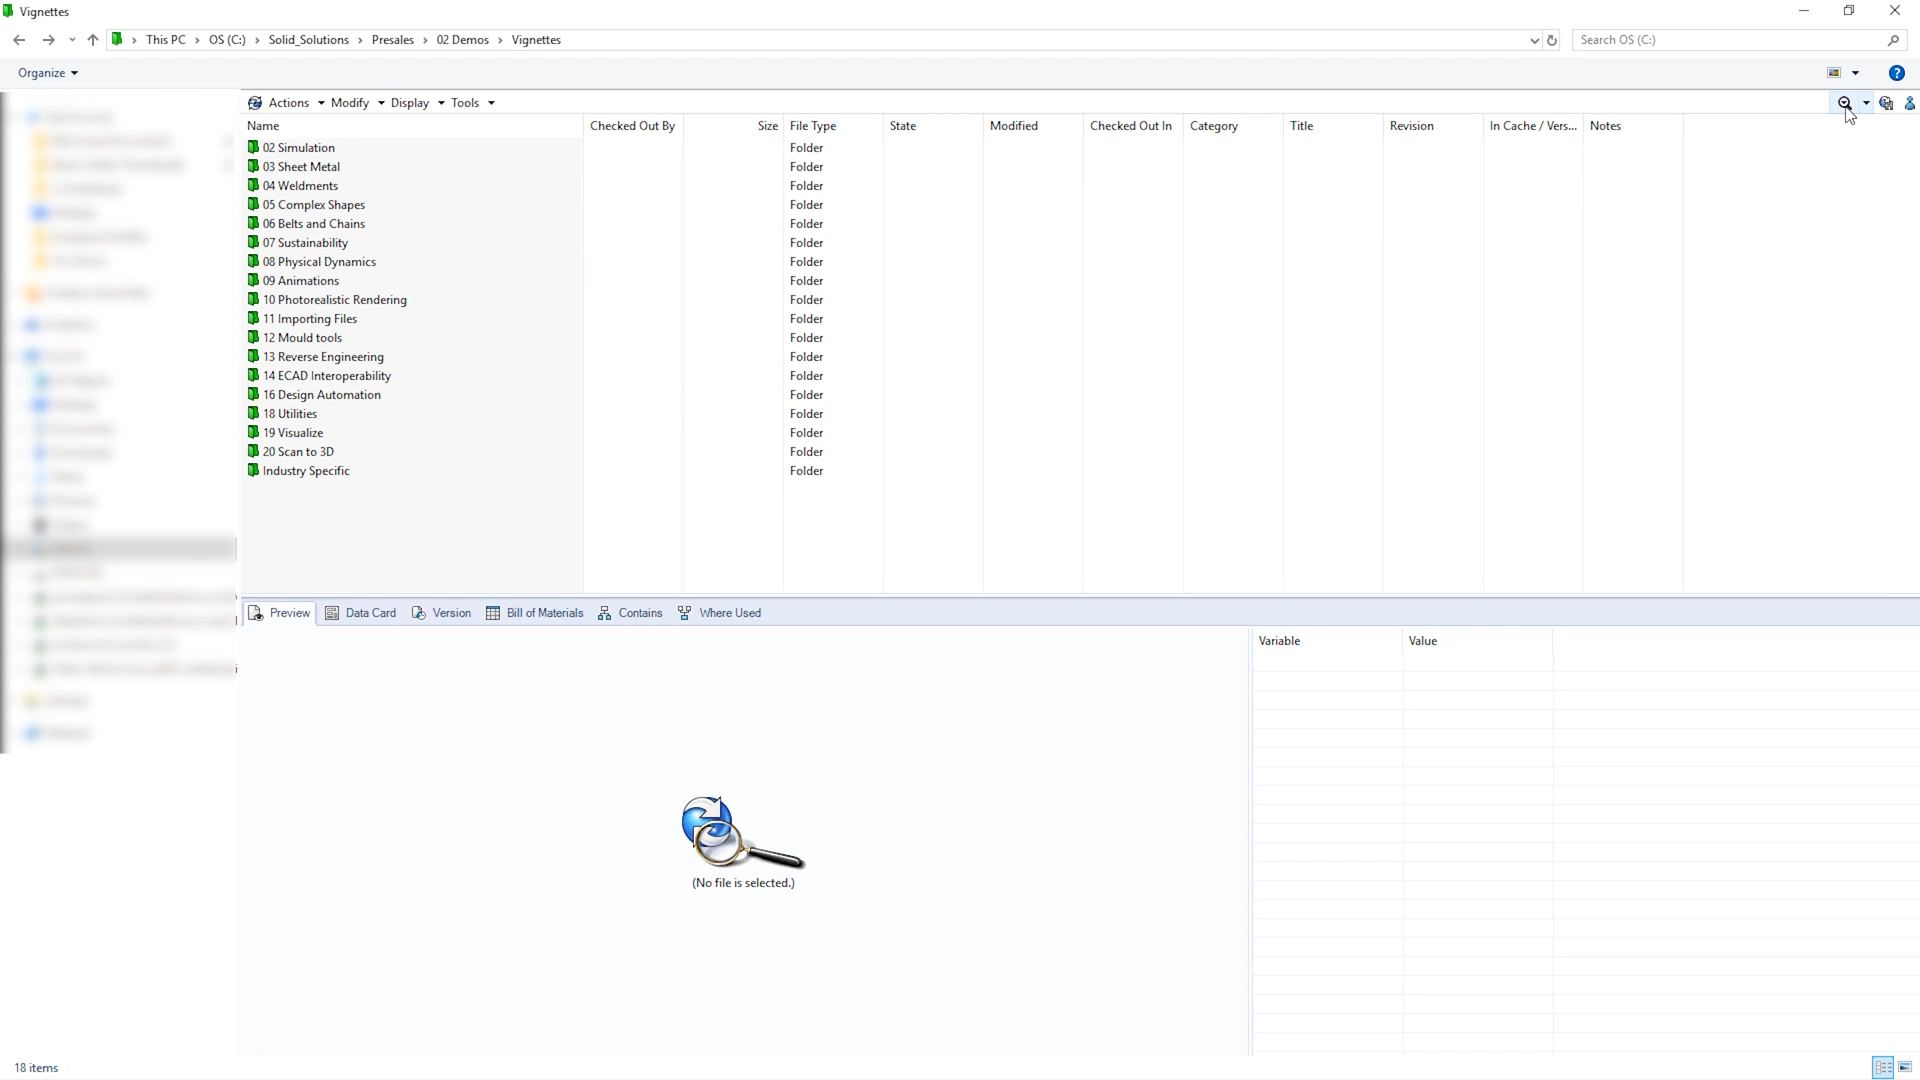 Vignettes
This PC > OS (C:) > Solid_Solutions > Presales > 02 Demos > Vignettes
Search OS (C:)
Organize
Actions Modify Display Tools
Name Checked Out By Size File Type State Modified Checked Out In Category Title Revision In Cache / Vers... Notes
02 Simulation Folder
03 Sheet Metal Folder
04 Weldments Folder
05 Complex Shapes Folder
06 Belts and Chains Folder
07 Sustainability Folder
08 Physical Dynamics Folder
09 Animations Folder
10 Photorealistic Rendering Folder
11 Importing Files Folder
12 Mould tools Folder
13 Reverse Engineering Folder
14 ECAD Interoperability Folder
16 Design Automation Folder
18 Utilities Folder
19 Visualize Folder
20 Scan to 3D Folder
Industry Specific Folder
Preview Data Card Version Bill of Materials Contains Where Used
Variable Value
(No file is selected.)
18 items